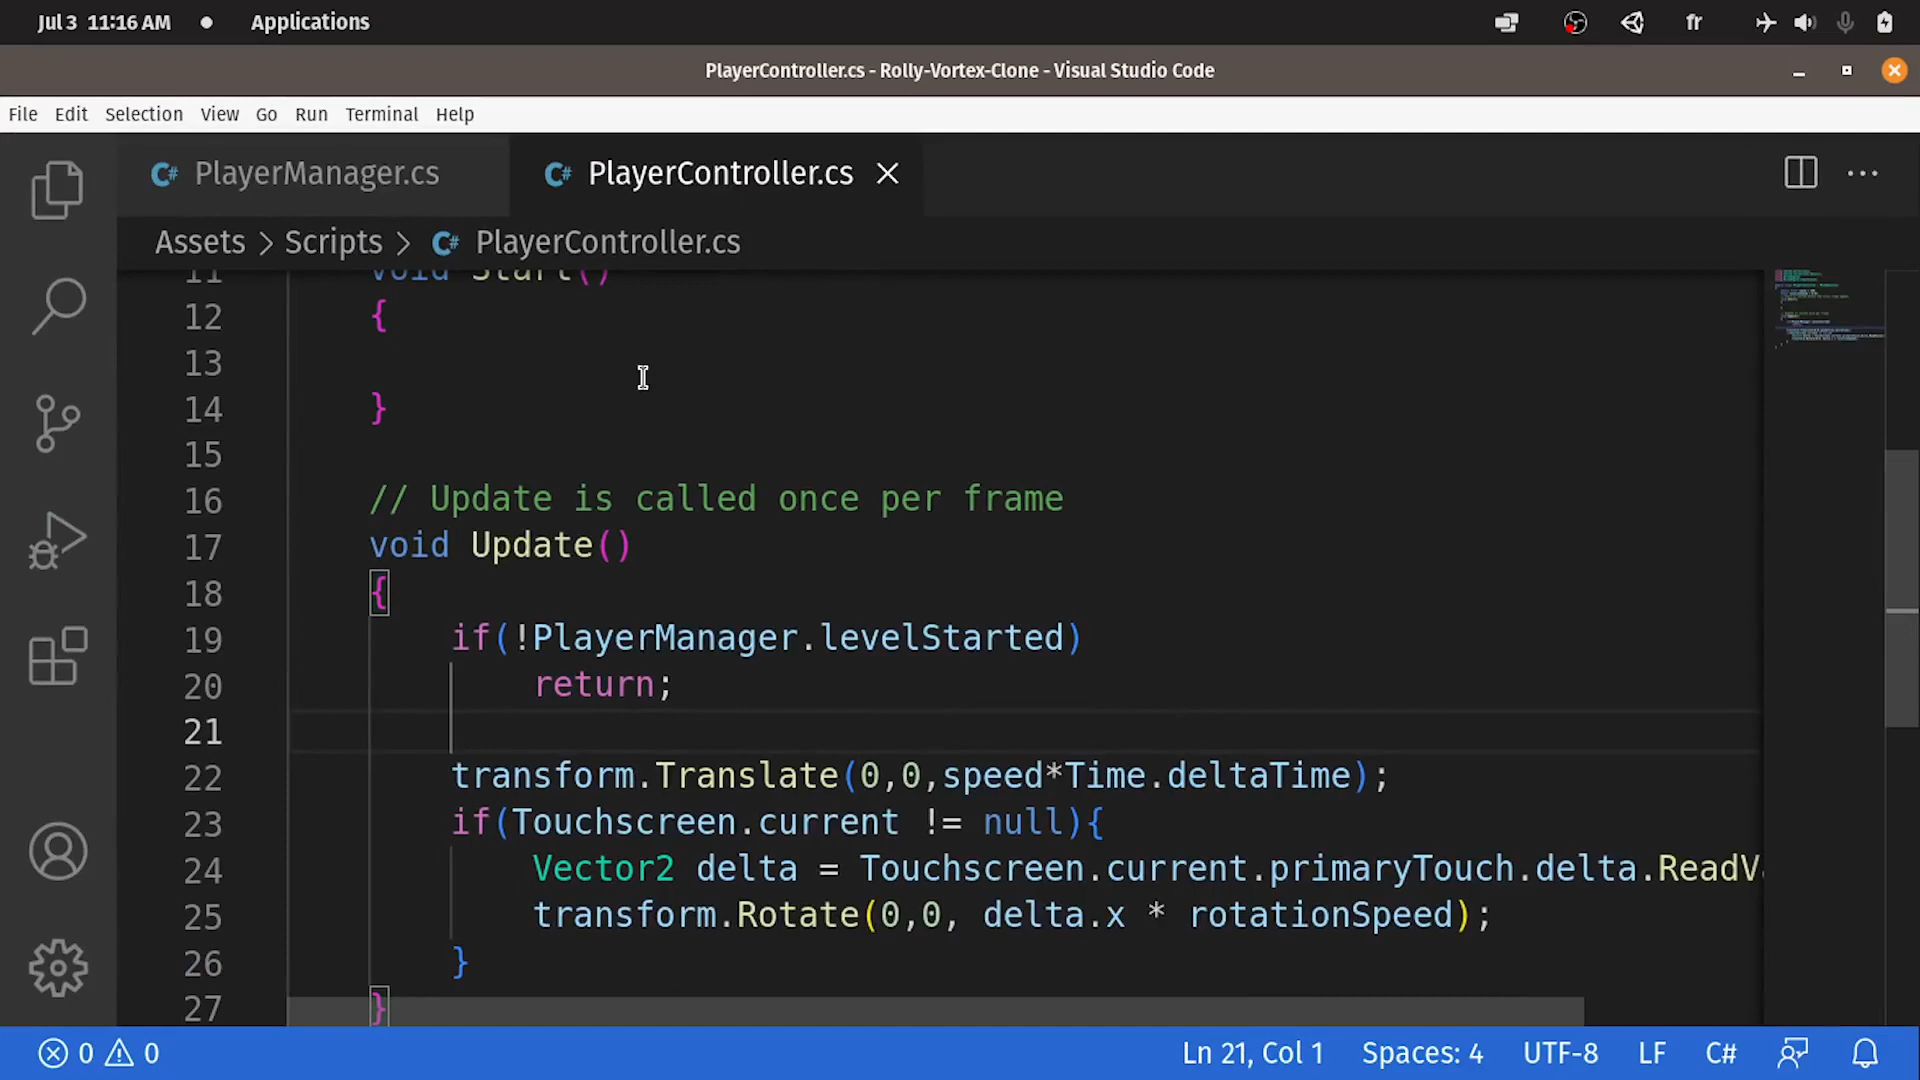 Jul 3 11:16 AM Applications fr
PlayerController.cs - Rolly-Vortex-Clone - Visual Studio Code
File Edit Selection View Go Run Terminal Help
C# PlayerManager.cs C# PlayerController.cs
Assets > Scripts > C# PlayerController.cs
11 void Start()
12 {
13
14 }
15
16 // Update is called once per frame
17 void Update()
18 {
19 if(!PlayerManager.levelStarted)
20 return;
21
22 transform.Translate(0,0,speed*Time.deltaTime);
23 if(Touchscreen.current != null){
24 Vector2 delta = Touchscreen.current.primaryTouch.delta.ReadV
25 transform.Rotate(0,0, delta.x * rotationSpeed);
26 }
27 }
0 0 Ln 21, Col 1 Spaces: 4 UTF-8 LF C#